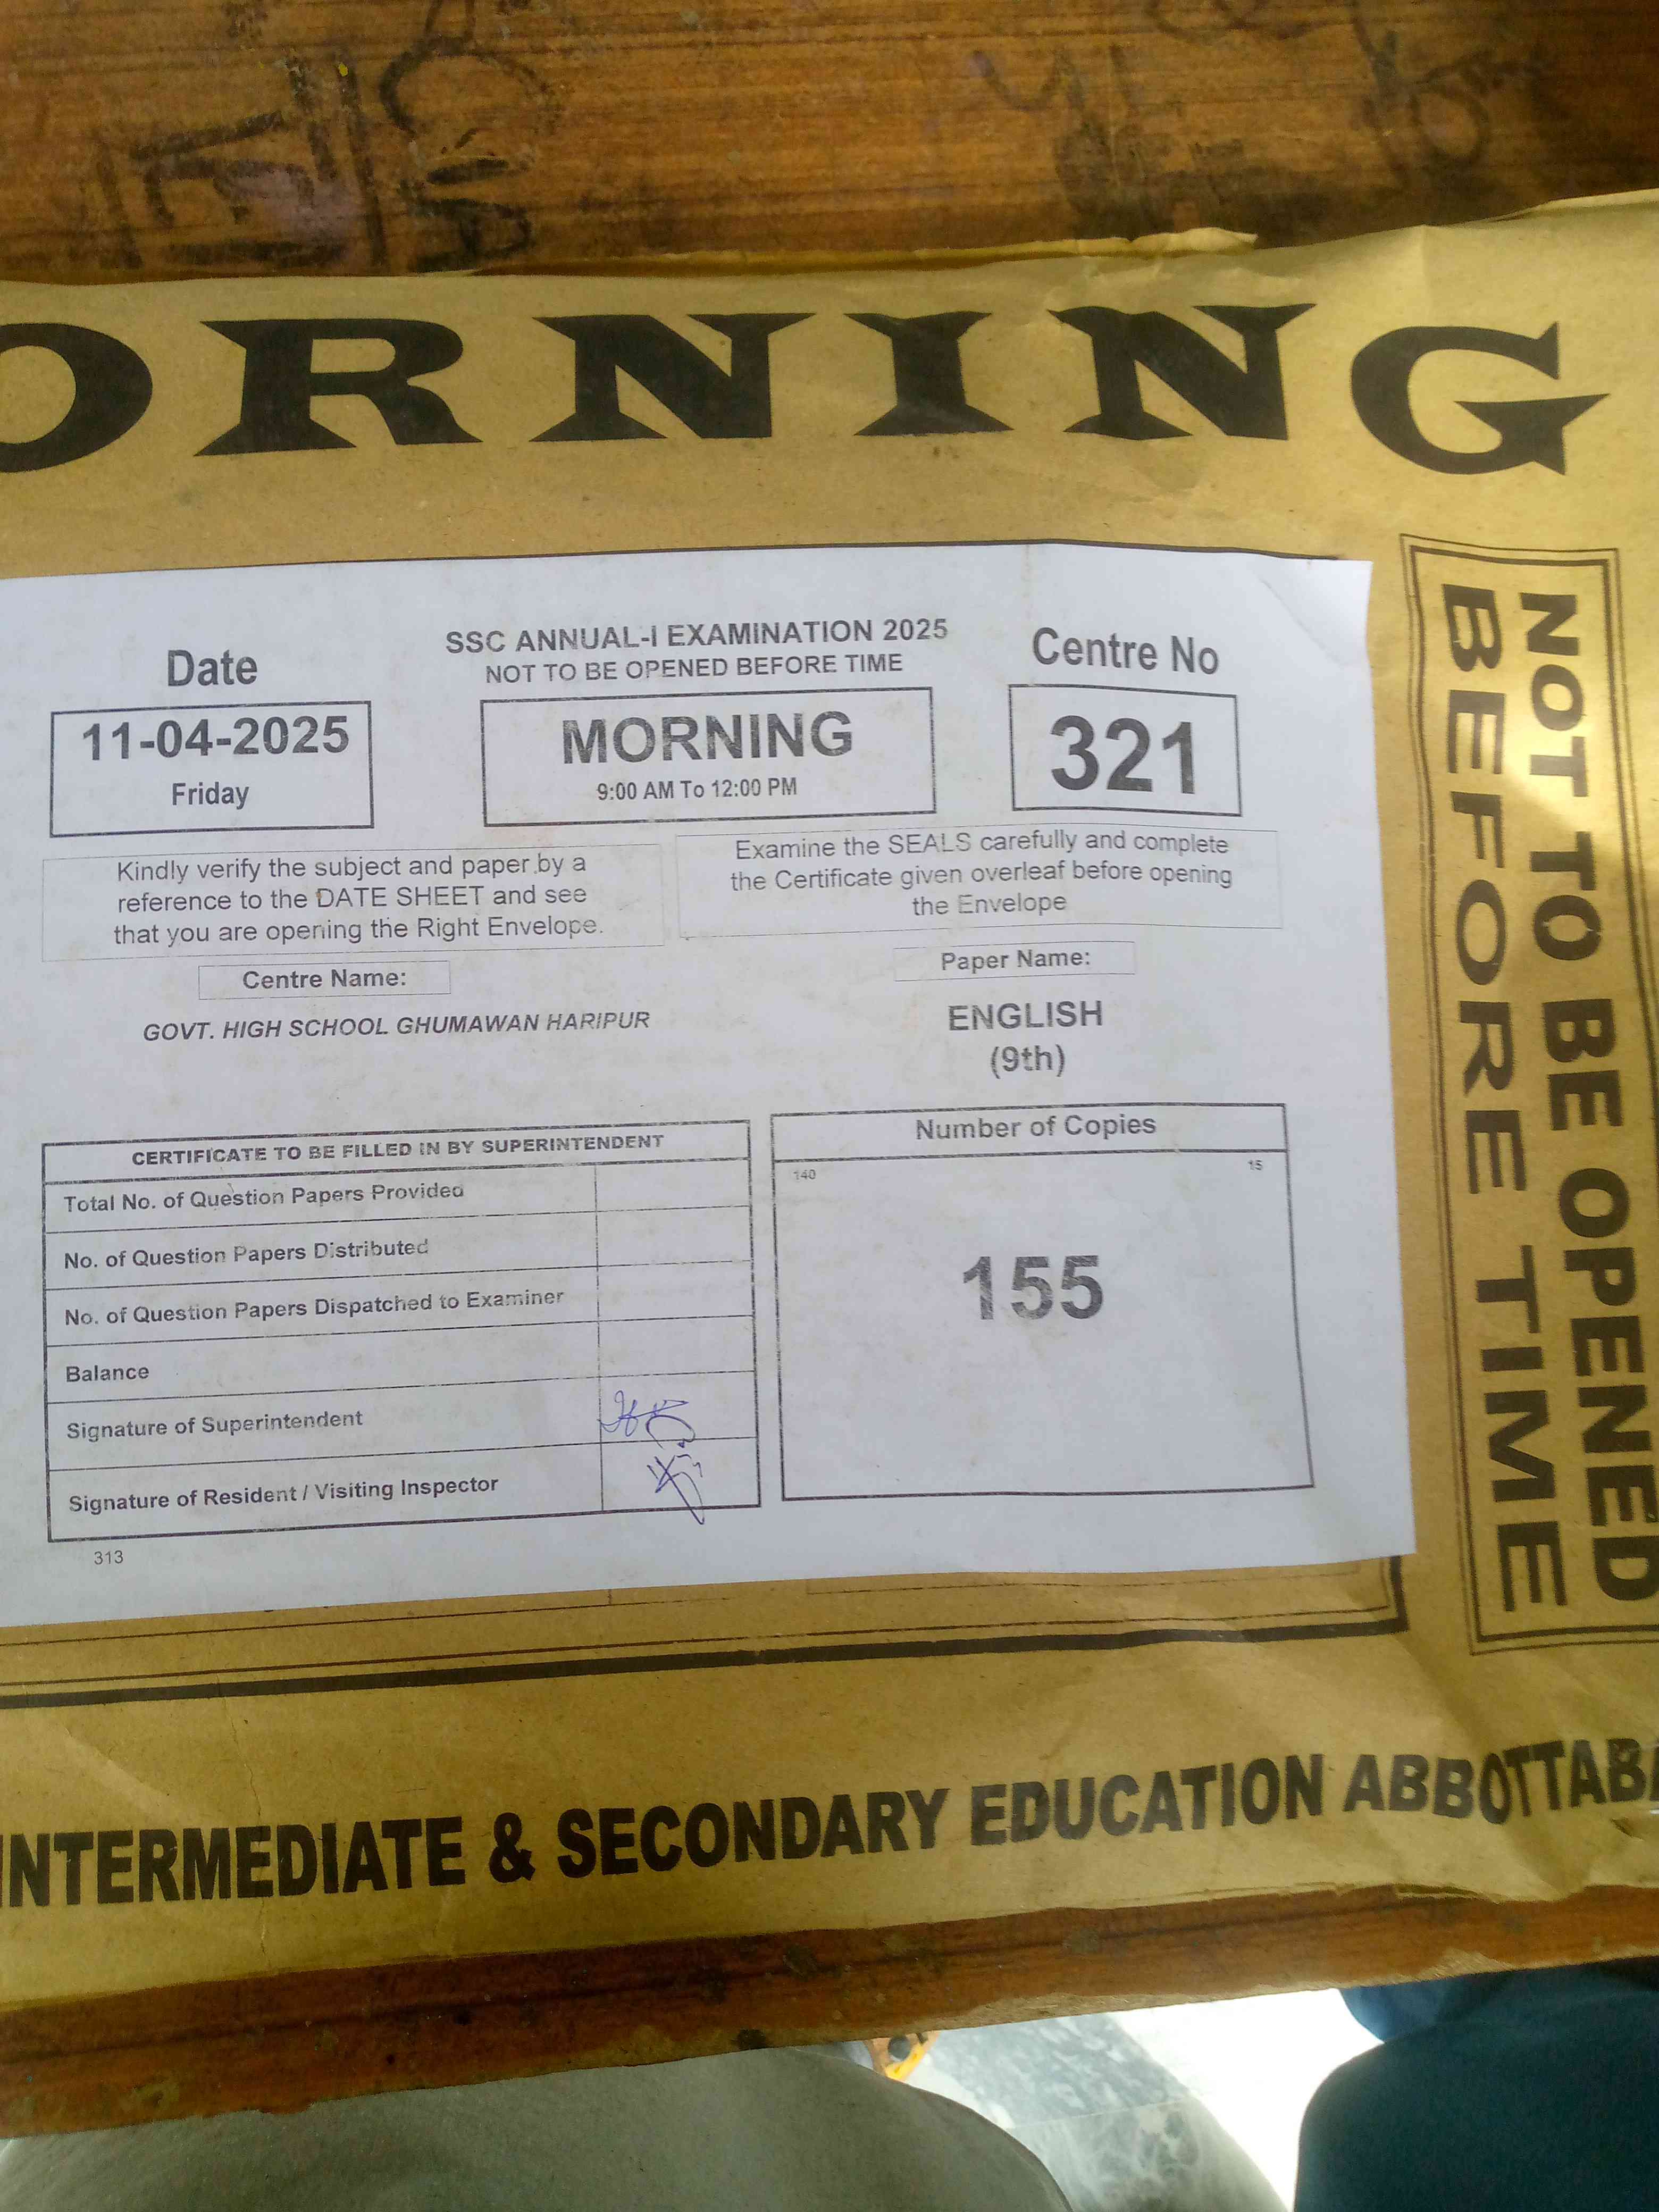 ORNING
Date
11-04-2025
Friday
SSC ANNUAL-I EXAMINATION 2025
NOT TO BE OPENED BEFORE TIME
MORNING
9:00 AM To 12:00 PM
Centre No
321
Kindly verify the subject and paper by a
reference to the DATE SHEET and see
that you are opening the Right Envelope.
Examine the SEALS carefully and complete
the Certificate given overleaf before opening
the Envelope
Centre Name:
GOVT. HIGH SCHOOL GHUMAWAN HARIPUR
Paper Name:
ENGLISH
(9th)
CERTIFICATE TO BE FILLED IN BY SUPERINTENDENT
Total No. of Question Papers Provided
No. of Question Papers Distributed
No. of Question Papers Dispatched to Examiner
Balance
Signature of Superintendent
Signature of Resident / Visiting Inspector
313
Number of Copies
140 15
155
NOT TO BE OPENED
BEFORE TIME
INTERMEDIATE & SECONDARY EDUCATION ABBOTTABA